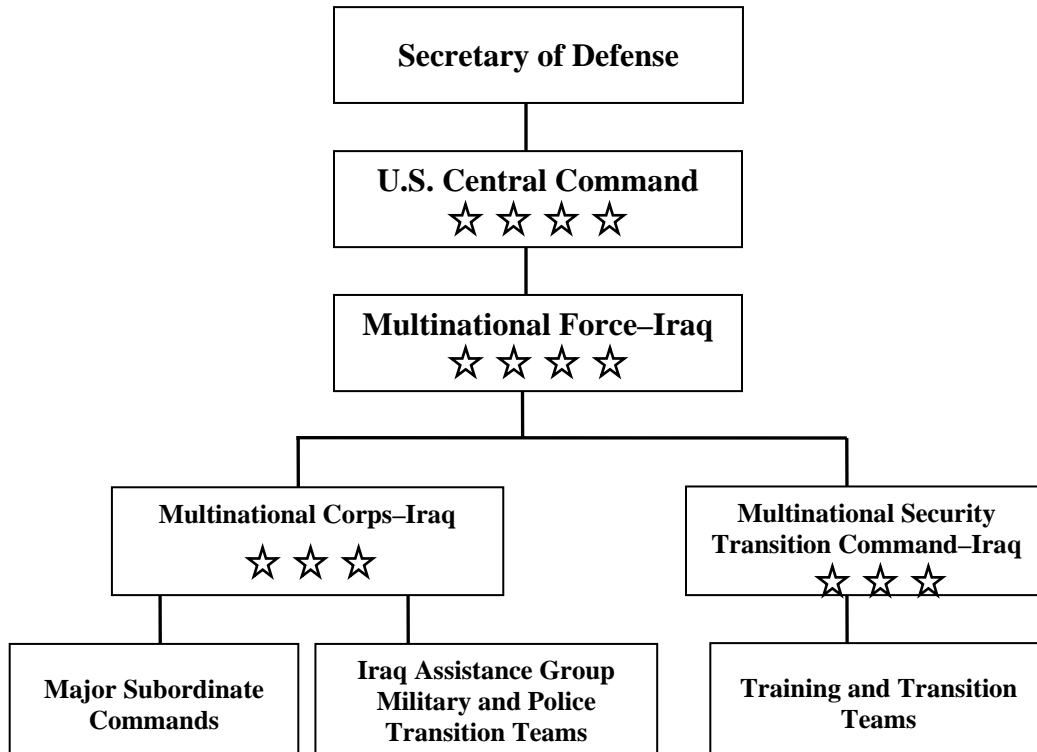 Secretary of Defense
U.S. Central Command
Multinational Force–Iraq
Multinational Corps–Iraq
Multinational Security
Transition Command–Iraq
Major Subordinate
Commands
Iraq Assistance Group
Military and Police
Transition Teams
Training and Transition
Teams